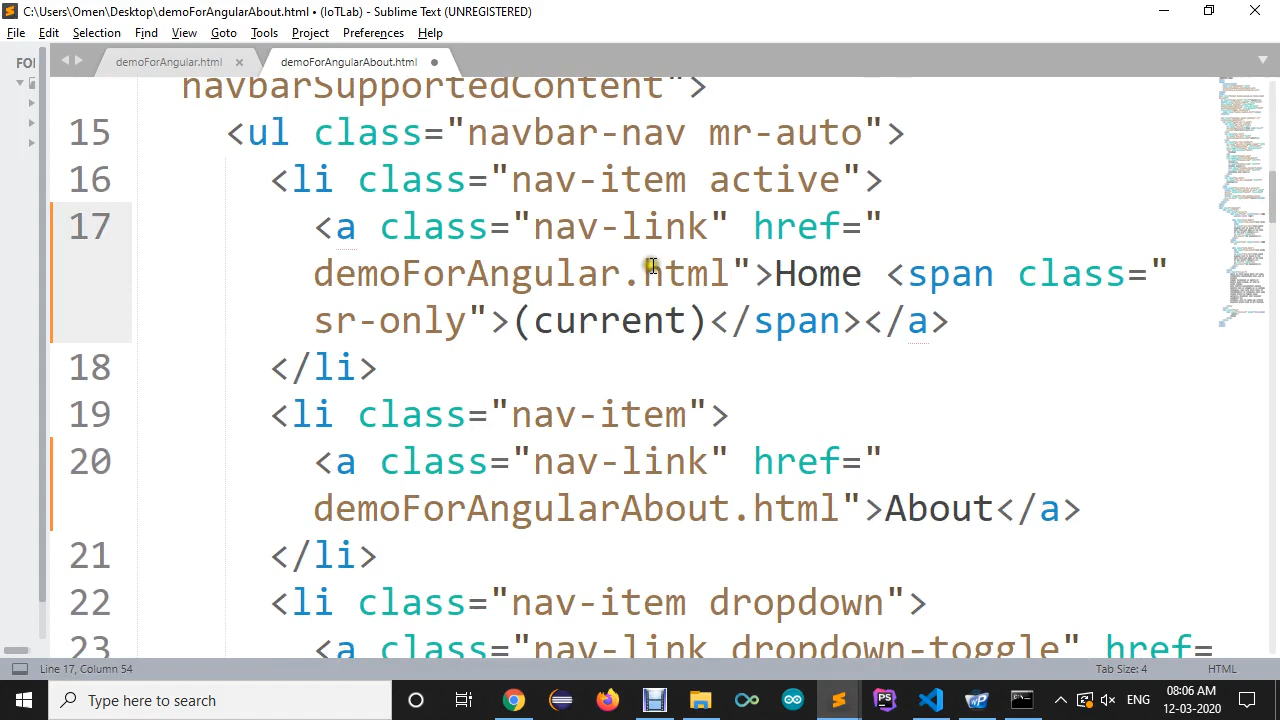 C:\Users\Omen\Desktop\demoForAngularAbout.html • (IoTLab) - Sublime Text (UNREGISTERED)
File Edit Selection Find View Goto Tools Project Preferences Help
FOL
demoForAngular.html ×
demoForAngularAbout.html
navbarSupportedContent">
15 <ul class="navbar-nav mr-auto">
16 <li class="nav-item active">
17 <a class="nav-link" href="
demoForAngular.html">Home <span class="
sr-only">(current)</span></a>
18 </li>
19 <li class="nav-item">
20 <a class="nav-link" href="
demoForAngularAbout.html">About</a>
21 </li>
22 <li class="nav-item dropdown">
23 <a class="nav-link dropdown-toggle" href=
Line 17, Column 54 Tab Size: 4 HTML
Type here to search
ENG
08:06 AM
12-03-2020